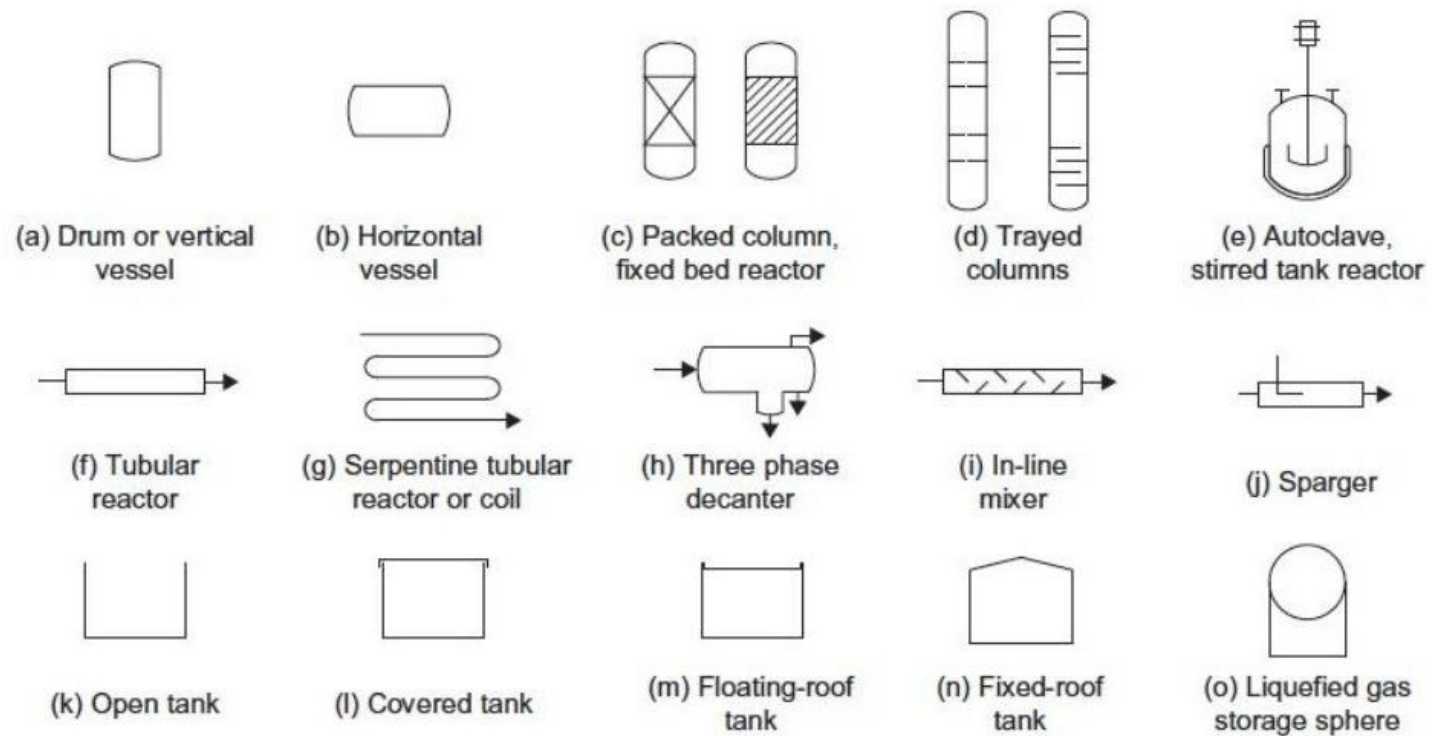 (a) Drum or vertical
vessel
(b) Horizontal
vessel
(c) Packed column,
fixed bed reactor
(d) Trayed
columns
(e) Autoclave,
stirred tank reactor
(f) Tubular
reactor
(g) Serpentine tubular
reactor or coil
(h) Three phase
decanter
(i) In-line
mixer
(j) Sparger
(k) Open tank
(l) Covered tank
(m) Floating-roof
tank
(n) Fixed-roof
tank
(o) Liquefied gas
storage sphere